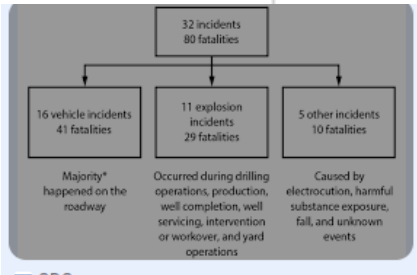 32 incidents
80 fatalities
16 vehicle incidents
41 fatalities
11 explosion
incidents
29 fatalities
5 other incidents
10 fatalities
Majority*
happened on the
roadway
Occurred during drilling
operations, production,
well completion, well
servicing, intervention
or workover, and yard
operations
Caused by
electrocution, harmful
substance exposure,
fall, and unknown
events